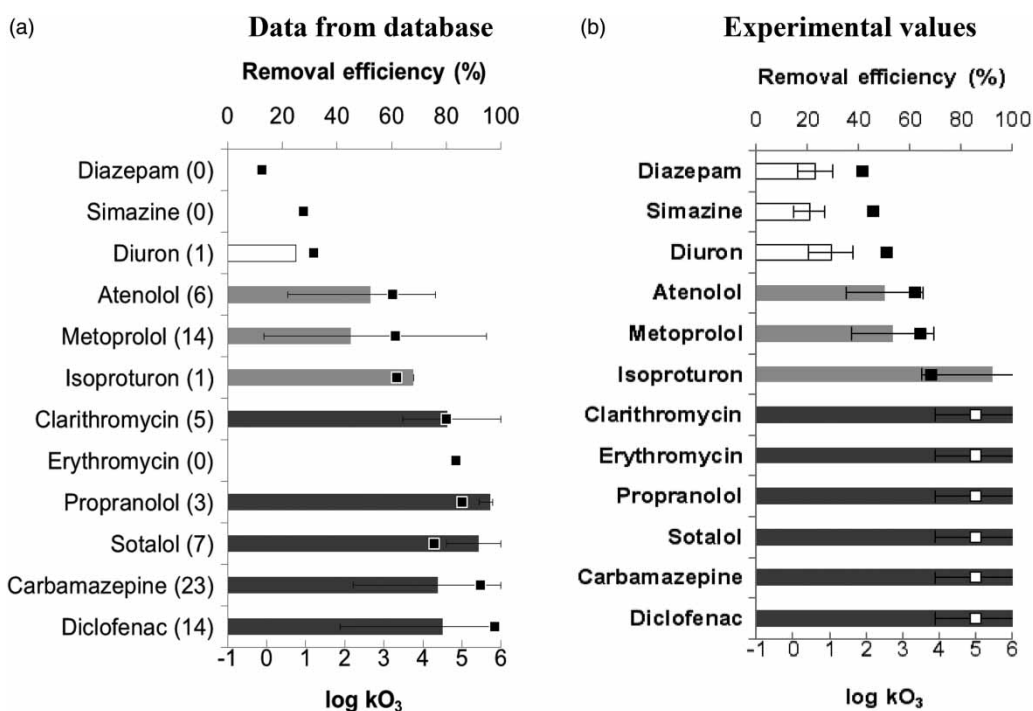 (a) Data from database
Removal efficiency (%)
0 20 40 60 80 100
Diazepam (0)
Simazine (0)
Diuron (1)
Atenolol (6)
Metoprolol (14)
Isoproturon (1)
Clarithromycin (5)
Erythromycin (0)
Propranolol (3)
Sotalol (7)
Carbamazepine (23)
Diclofenac (14)
-1 0 1 2 3 4 5 6
log kO₃
(b) Experimental values
Removal efficiency (%)
0 20 40 60 80 100
Diazepam
Simazine
Diuron
Atenolol
Metoprolol
Isoproturon
Clarithromycin
Erythromycin
Propranolol
Sotalol
Carbamazepine
Diclofenac
-1 0 1 2 3 4 5 6
log kO₃